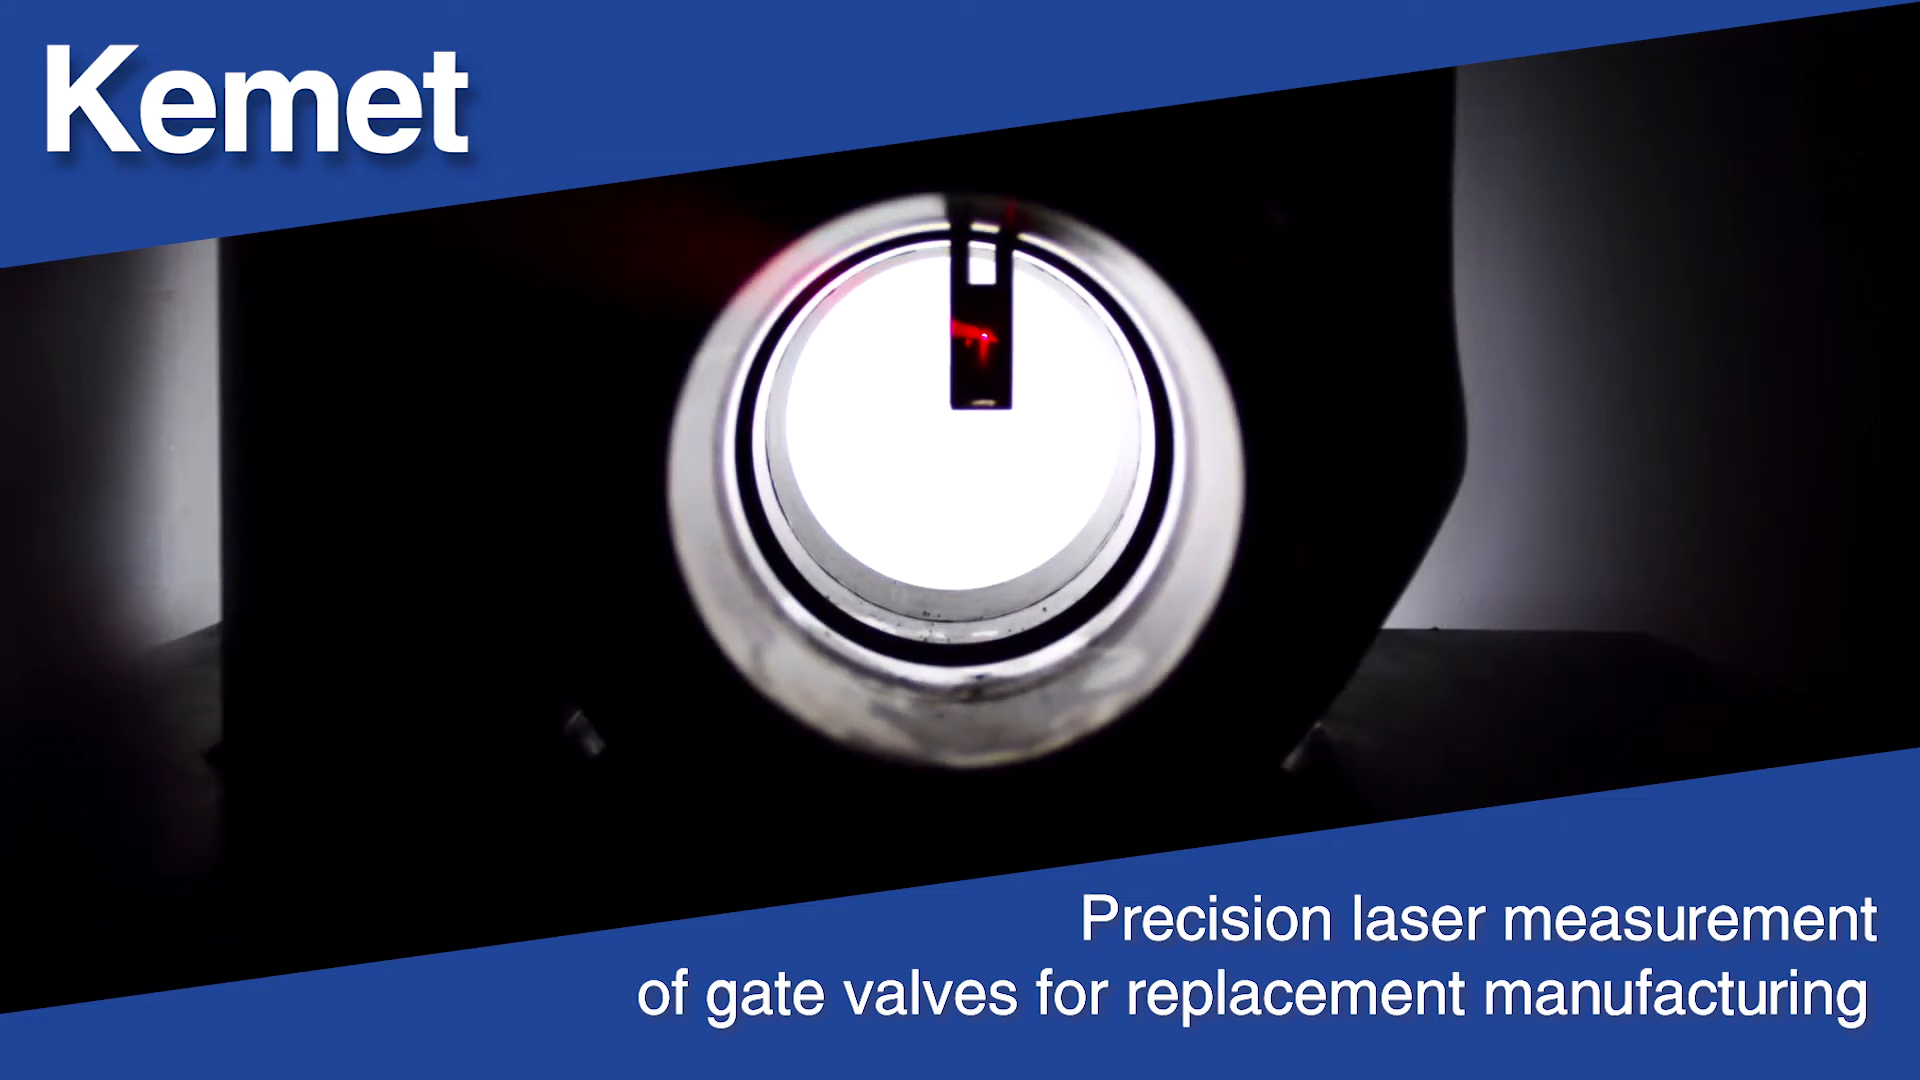 Kemet
Precision laser measurement
of gate valves for replacement manufacturing